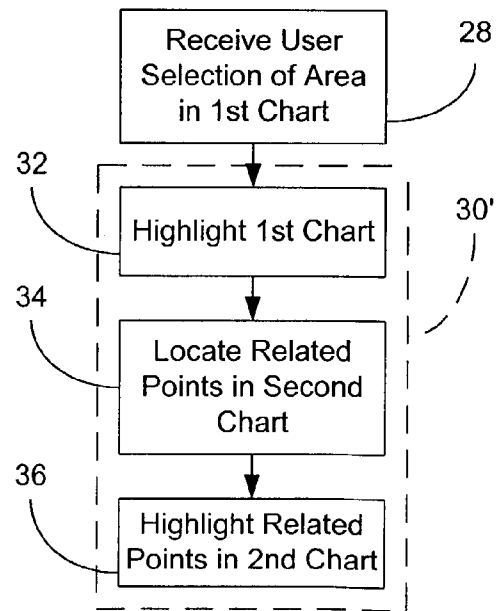 Receive User
Selection of Area
in 1st Chart
28
32
Highlight 1st Chart
30'
34
Locate Related
Points in Second
Chart
36
Highlight Related
Points in 2nd Chart